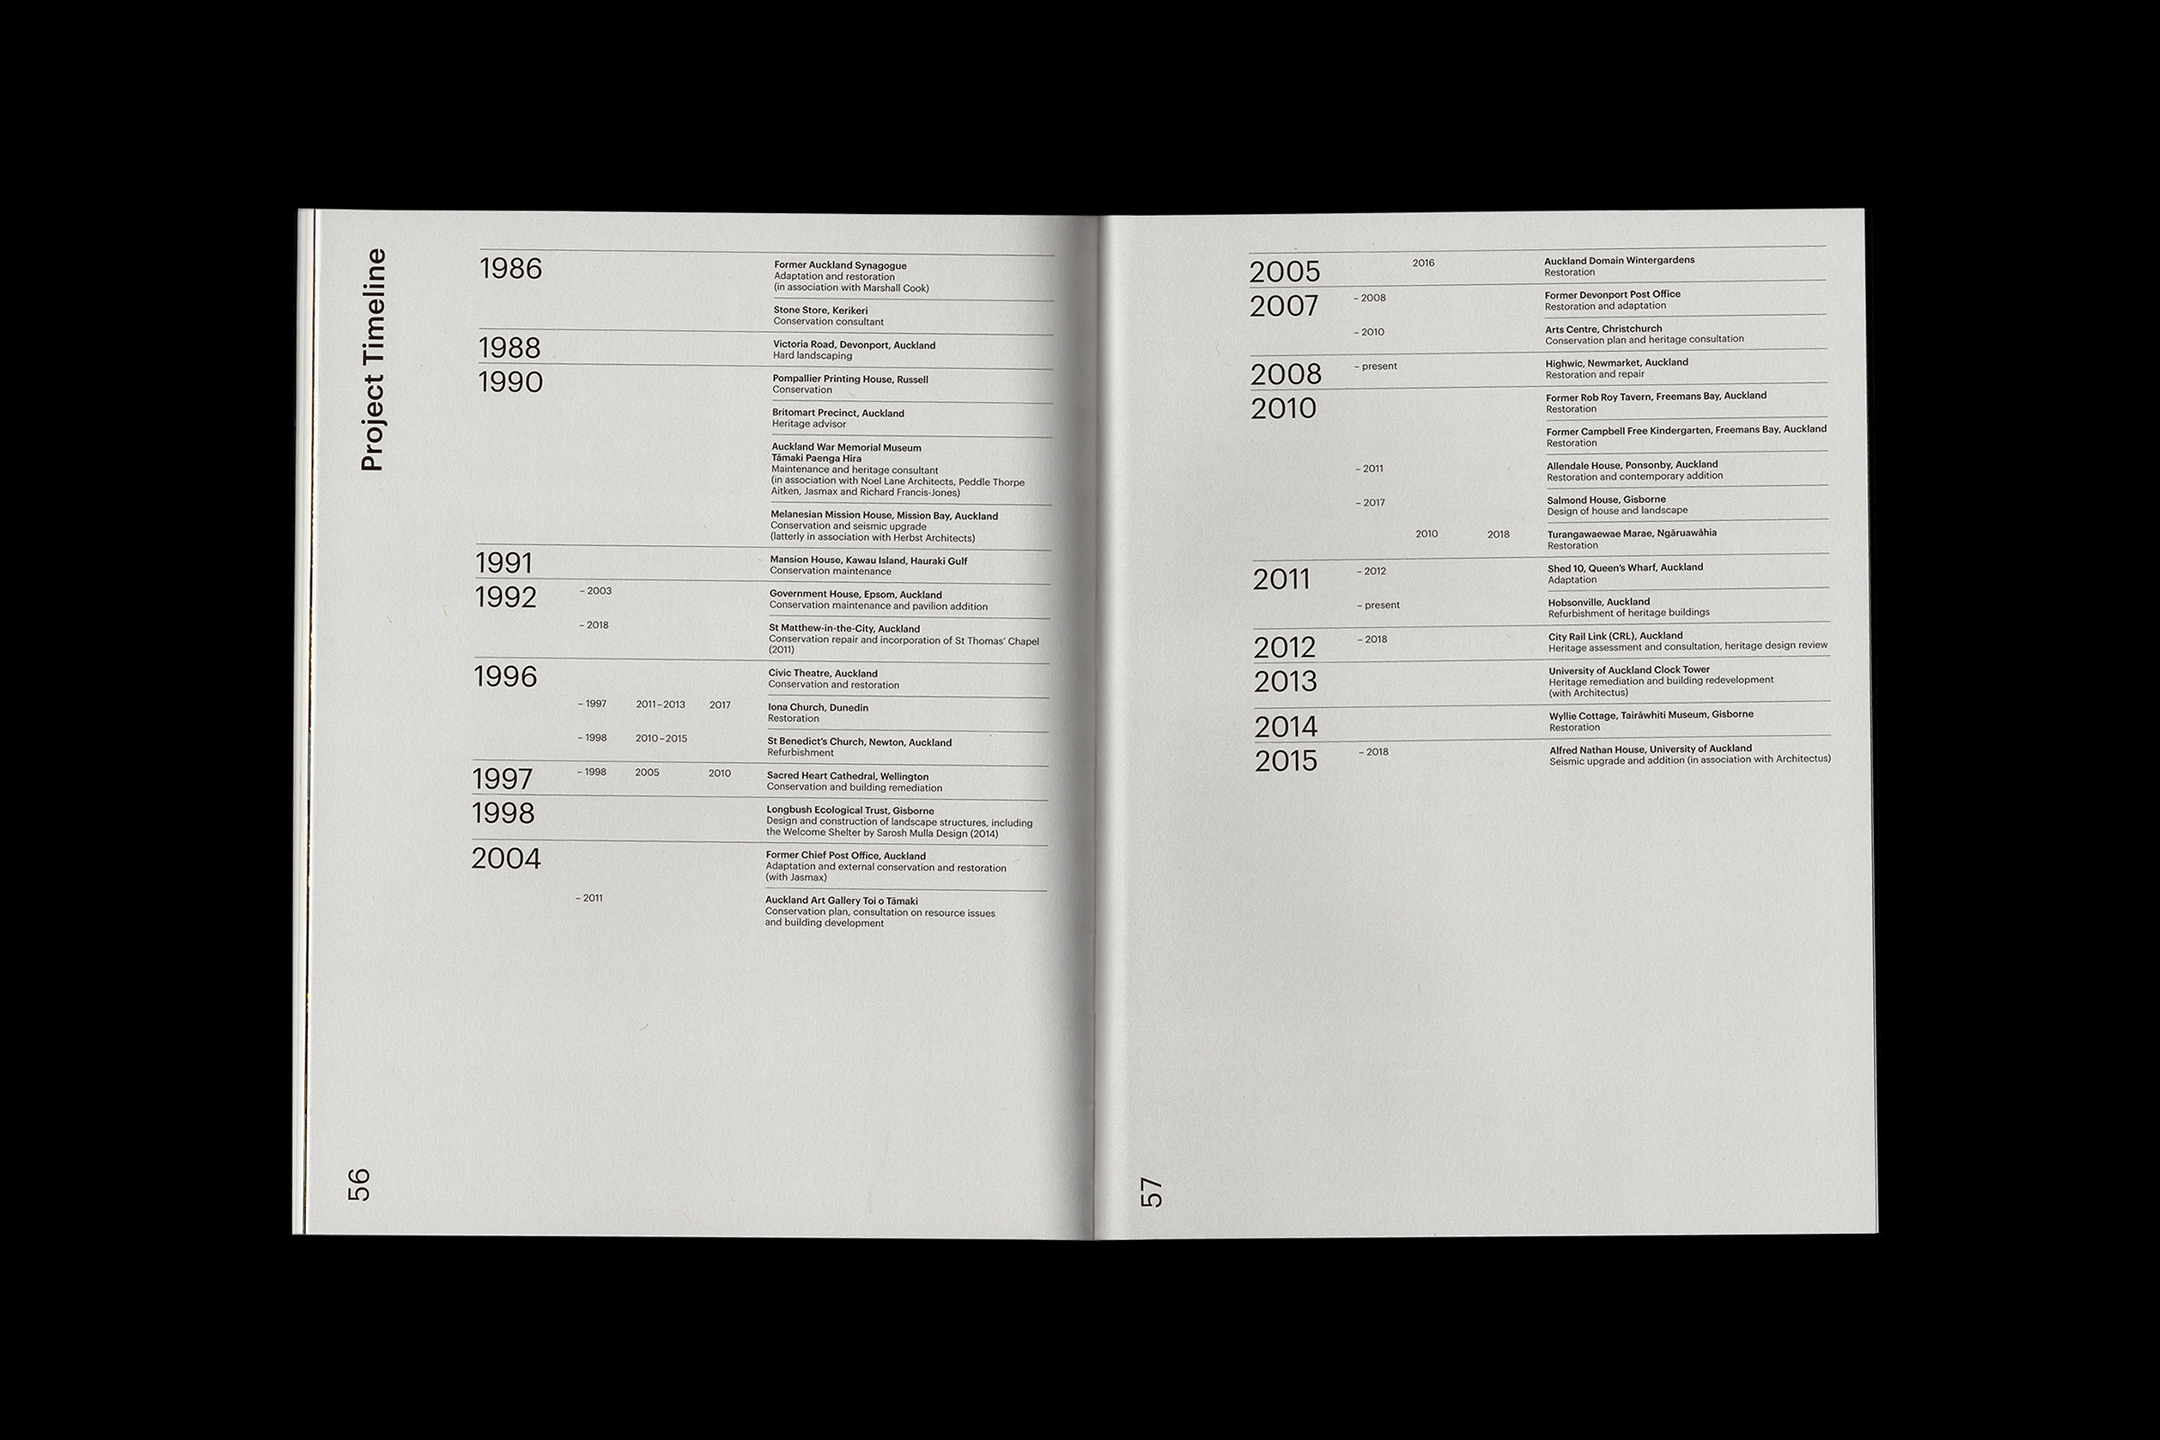 Project Timeline
1986
Former Auckland Synagogue
Adaptation and restoration
(in association with Marshall Cook)
Stone Store, Kerikeri
Conservation consultant
1988
Victoria Road, Devonport, Auckland
Hard landscaping
1990
Pompallier Printing House, Russell
Conservation
Britomart Precinct, Auckland
Heritage advisor
Auckland War Memorial Museum
Tāmaki Paenga Hira
Maintenance and heritage consultant
(in association with Noel Lane Architects, Peddle Thorpe
Aitken, Jasmax and Richard Francis-Jones)
Melanesian Mission House, Mission Bay, Auckland
Conservation and seismic upgrade
(latterly in association with Herbst Architects)
1991
Mansion House, Kawau Island, Hauraki Gulf
Conservation maintenance
1992 – 2003
Government House, Epsom, Auckland
Conservation maintenance and pavilion addition
– 2018
St Matthew-in-the-City, Auckland
Conservation repair and incorporation of St Thomas' Chapel
(2011)
1996
Civic Theatre, Auckland
Conservation and restoration
– 1997 2011–2013 2017
Iona Church, Dunedin
Restoration
– 1998 2010–2015
St Benedict's Church, Newton, Auckland
Refurbishment
1997 – 1998 2005 2010
Sacred Heart Cathedral, Wellington
Conservation and building remediation
1998
Longbush Ecological Trust, Gisborne
Design and construction of landscape structures, including
the Welcome Shelter by Sarosh Mulla Design (2014)
2004
Former Chief Post Office, Auckland
Adaptation and external conservation and restoration
(with Jasmax)
– 2011
Auckland Art Gallery Toi o Tāmaki
Conservation plan, consultation on resource issues
and building development
56
2005 2016
Auckland Domain Wintergardens
Restoration
2007 – 2008
Former Devonport Post Office
Restoration and adaptation
– 2010
Arts Centre, Christchurch
Conservation plan and heritage consultation
2008 – present
Highwic, Newmarket, Auckland
Restoration and repair
2010
Former Rob Roy Tavern, Freemans Bay, Auckland
Restoration
Former Campbell Free Kindergarten, Freemans Bay, Auckland
Restoration
– 2011
Allendale House, Ponsonby, Auckland
Restoration and contemporary addition
– 2017
Salmond House, Gisborne
Design of house and landscape
2010 2018
Turangawaewae Marae, Ngāruawāhia
Restoration
2011 – 2012
Shed 10, Queen's Wharf, Auckland
Adaptation
– present
Hobsonville, Auckland
Refurbishment of heritage buildings
2012 – 2018
City Rail Link (CRL), Auckland
Heritage assessment and consultation, heritage design review
2013
University of Auckland Clock Tower
Heritage remediation and building redevelopment
(with Architectus)
2014
Wyllie Cottage, Tairāwhiti Museum, Gisborne
Restoration
2015 – 2018
Alfred Nathan House, University of Auckland
Seismic upgrade and addition (in association with Architectus)
57